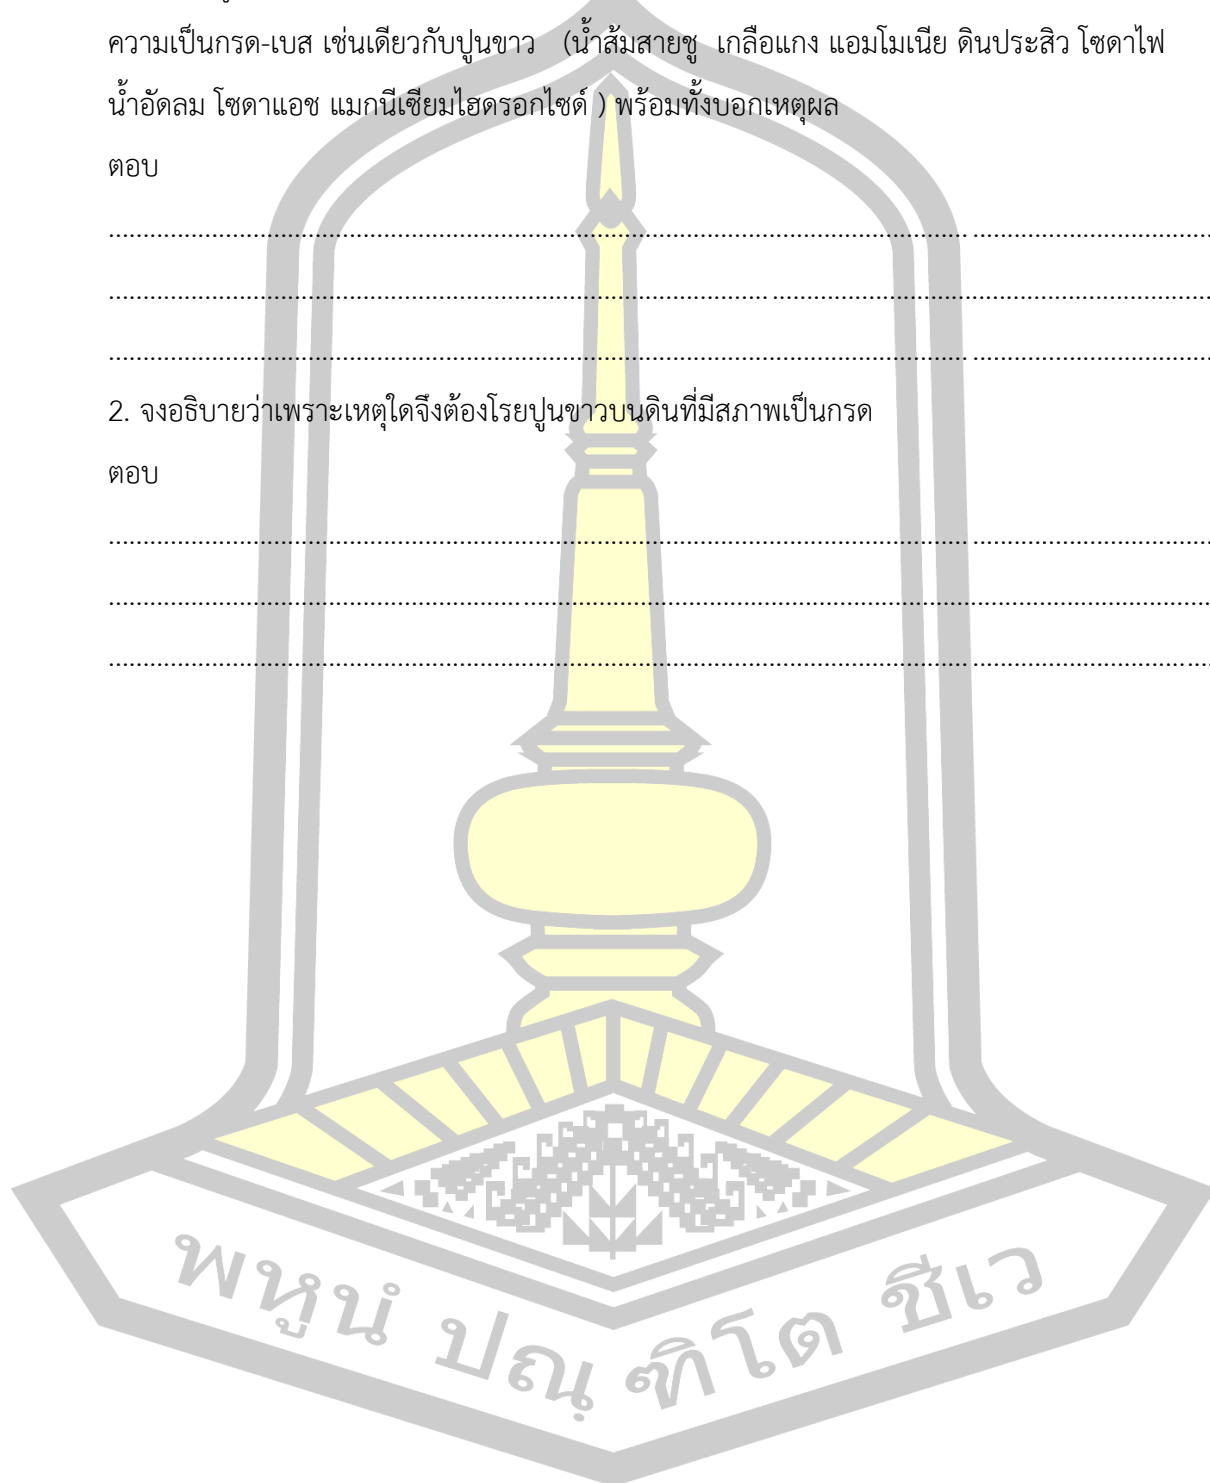 ความเป็นกรด-เบส เช่นเดียวกับปูนขาว (น้ำส้มสายชู เกลือแกง แอมโมเนีย ดินประสิว โซดาไฟ
น้ำอัดลม โซดาแอช แมกนีเซียมไฮดรอกไซด์ ) พร้อมทั้งบอกเหตุผล
ตอบ
2. จงอธิบายว่าเพราะเหตุใดจึงต้องโรยปูนขาวบนดินที่มีสภาพเป็นกรด
ตอบ
พหูนํ ปณฺฑิโต ชีเว